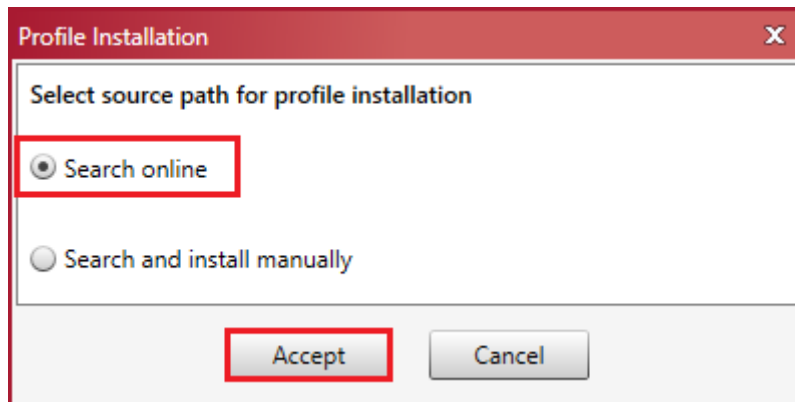 Profile Installation
Select source path for profile installation
Search online
Search and install manually
Accept Cancel